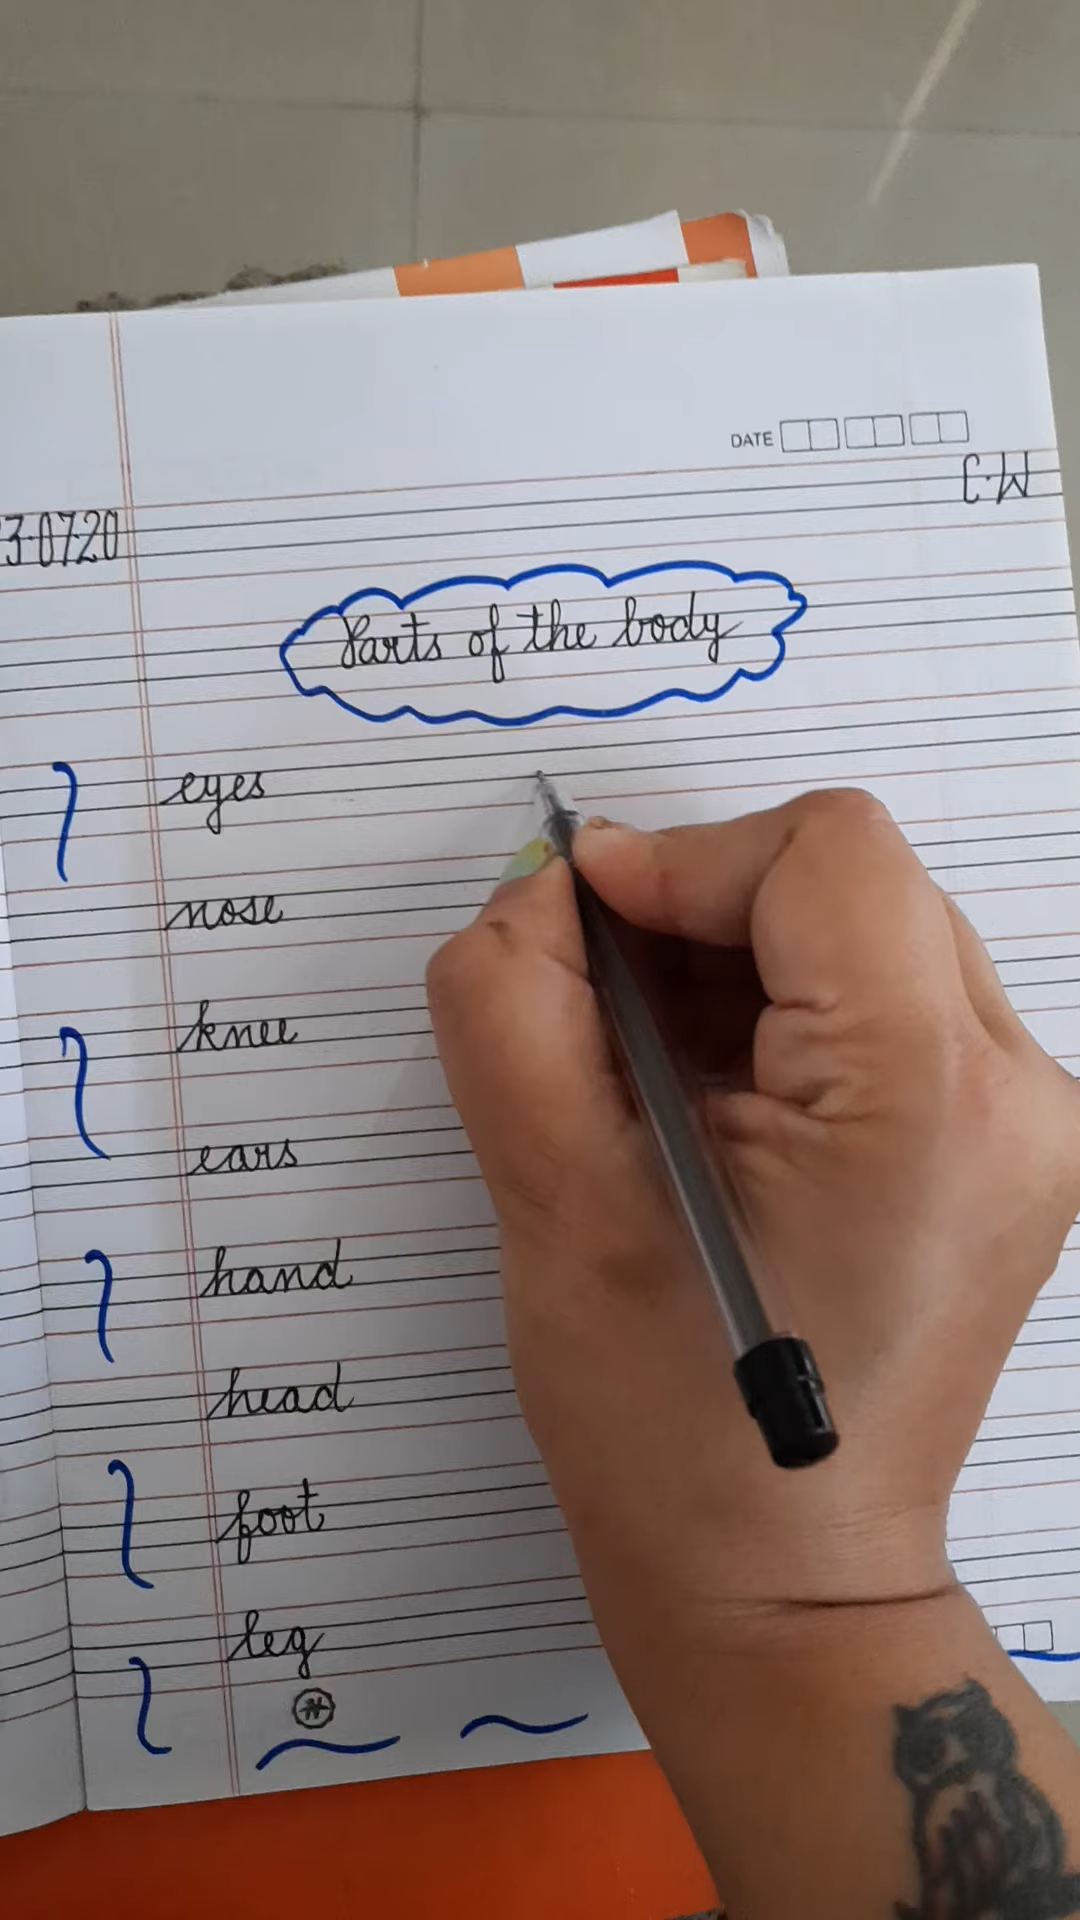 DATE
C.W
3-07-20
Parts of the body
eyes
nose
knee
ears
hand
head
foot
leg